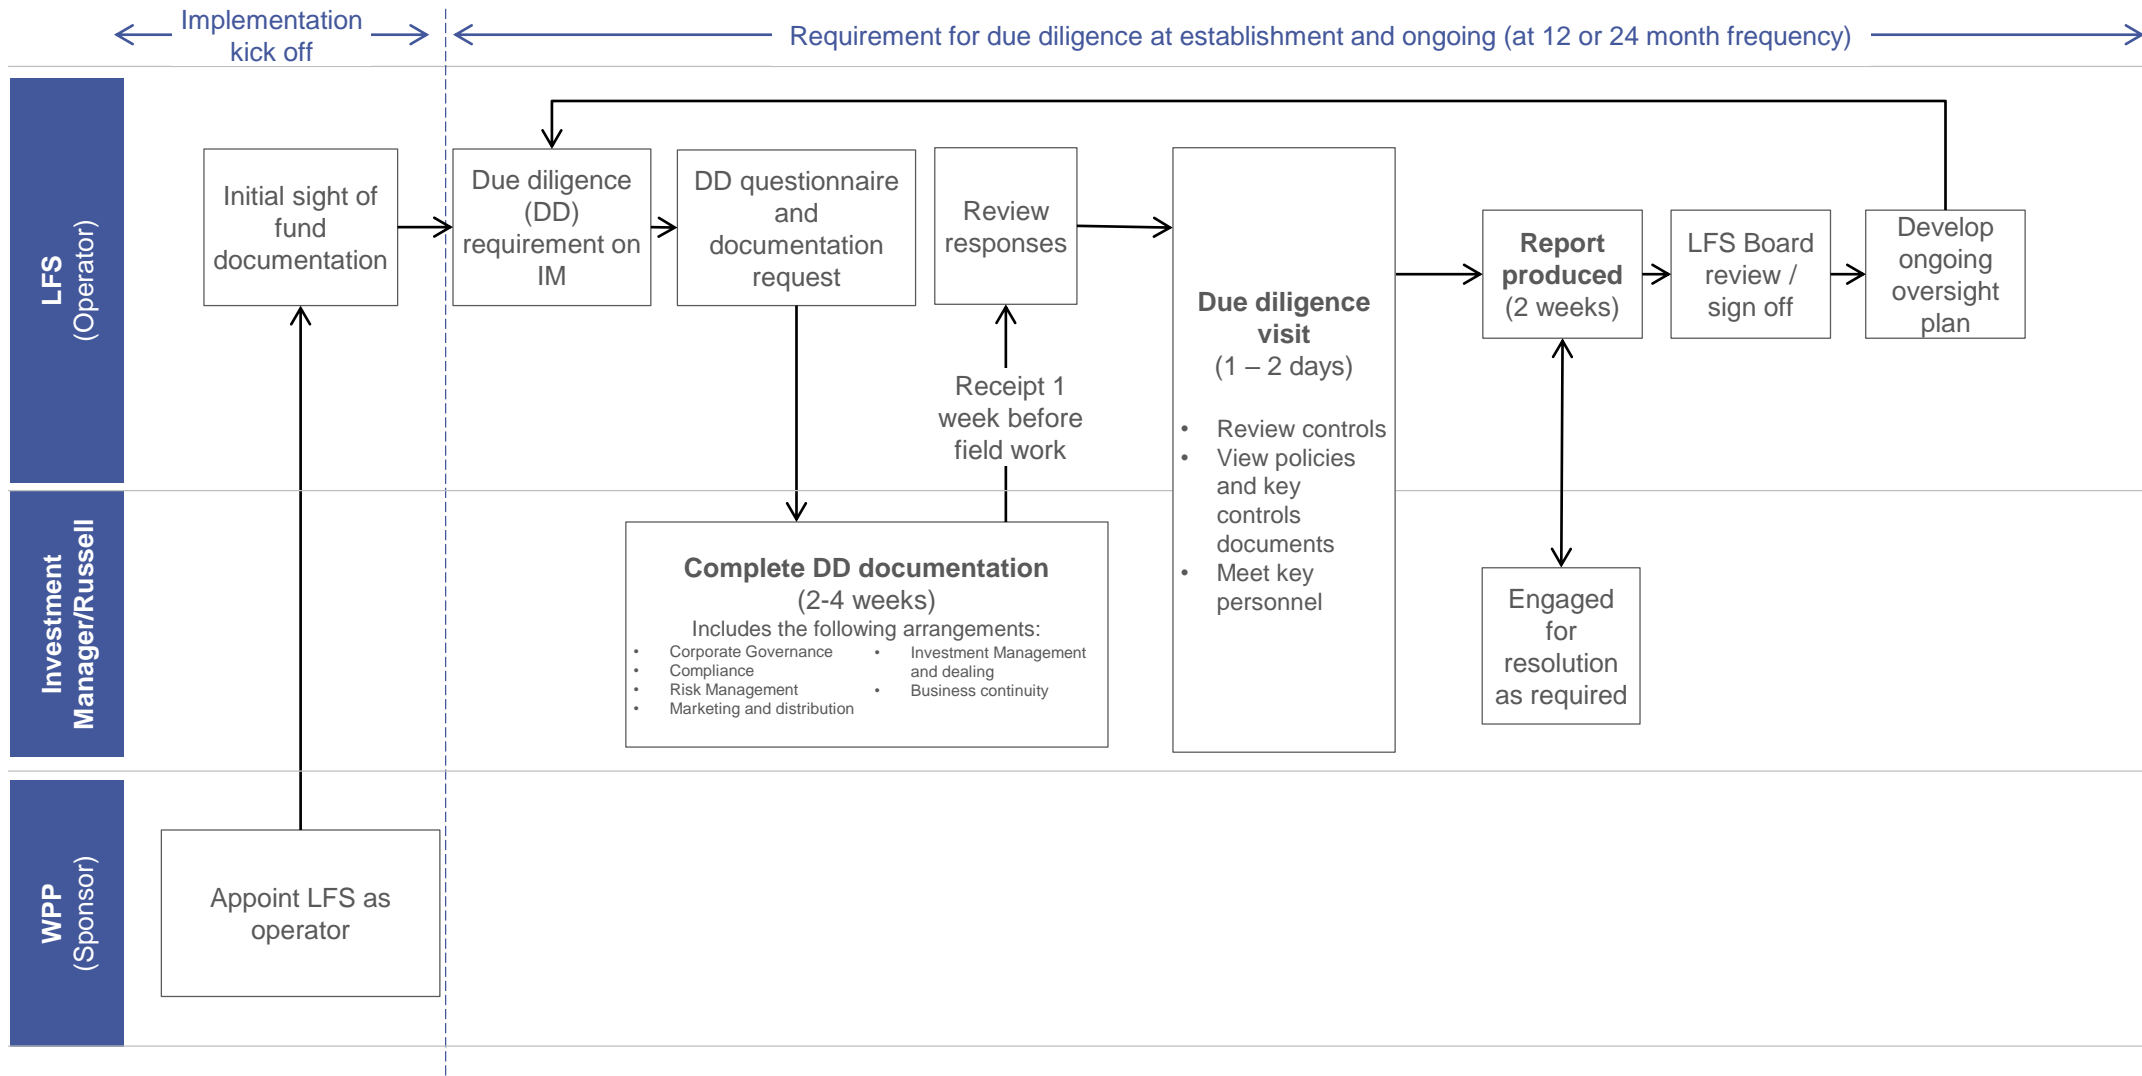 Implementation
kick off
Requirement for due diligence at establishment and ongoing (at 12 or 24 month frequency)
LFS
(Operator)
Initial sight of
fund
documentation
Due diligence
(DD)
requirement on
IM
DD questionnaire
and
documentation
request
Review
responses
Receipt 1
week before
field work
Due diligence
visit
(1 – 2 days)
• Review controls
• View policies
and key
controls
documents
• Meet key
personnel
Report
produced
(2 weeks)
LFS Board
review /
sign off
Develop
ongoing
oversight
plan
Investment
Manager/Russell
Complete DD documentation
(2-4 weeks)
Includes the following arrangements:
• Corporate Governance
• Compliance
• Risk Management
• Marketing and distribution
• Investment Management
and dealing
• Business continuity
Engaged
for
resolution
as required
WPP
(Sponsor)
Appoint LFS as
operator